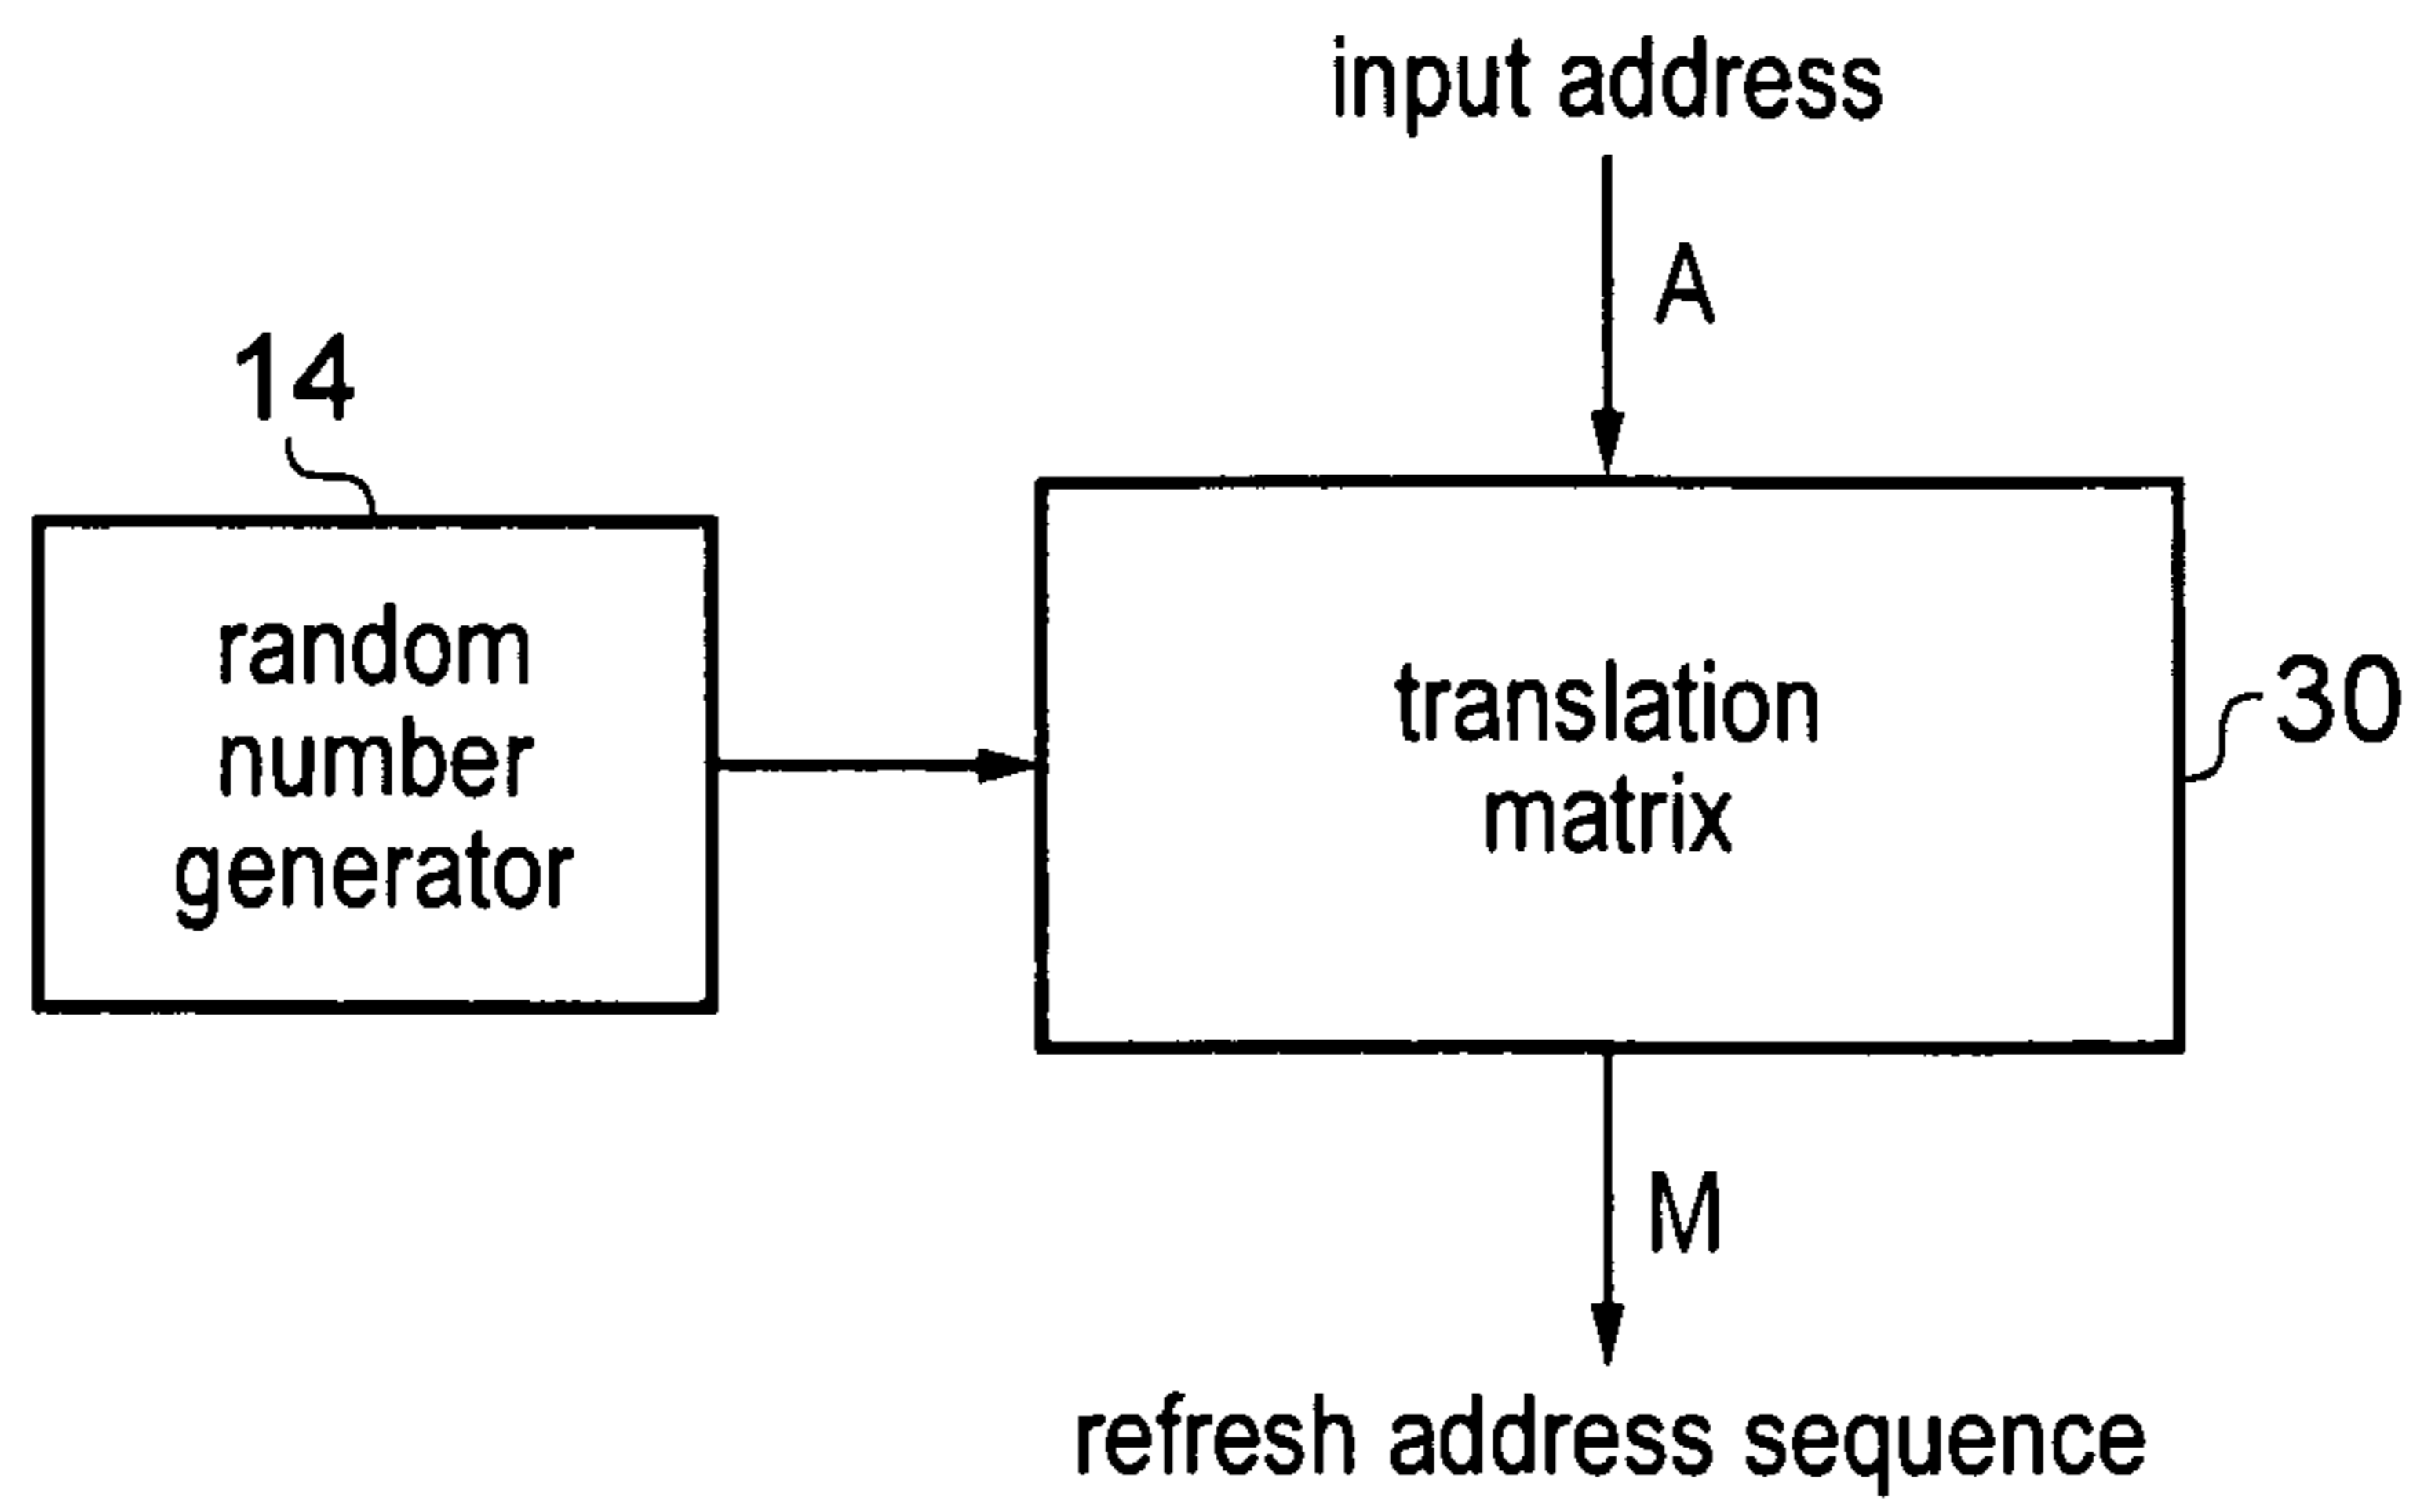 input address
A
14
random
number
generator
translation
matrix
30
M
refresh address sequence